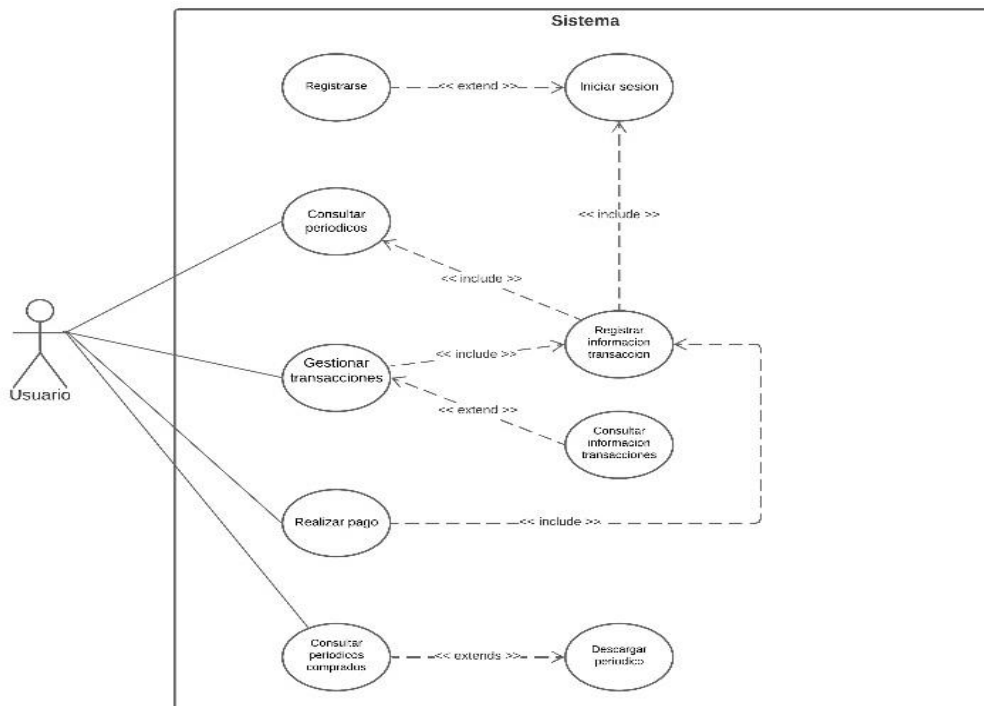 Sistema
Registrarse
<< extend >>
Iniciar sesion
<< include >>
Consultar
periodicos
<< include >>
Registrar
informacion
transaccion
Gestionar
transacciones
<< include >>
<< extend >>
Consultar
informacion
transacciones
Usuario
Realizar pago
<< include >>
Consultar
periodicos
comprados
<< extends >>
Descargar
periodico